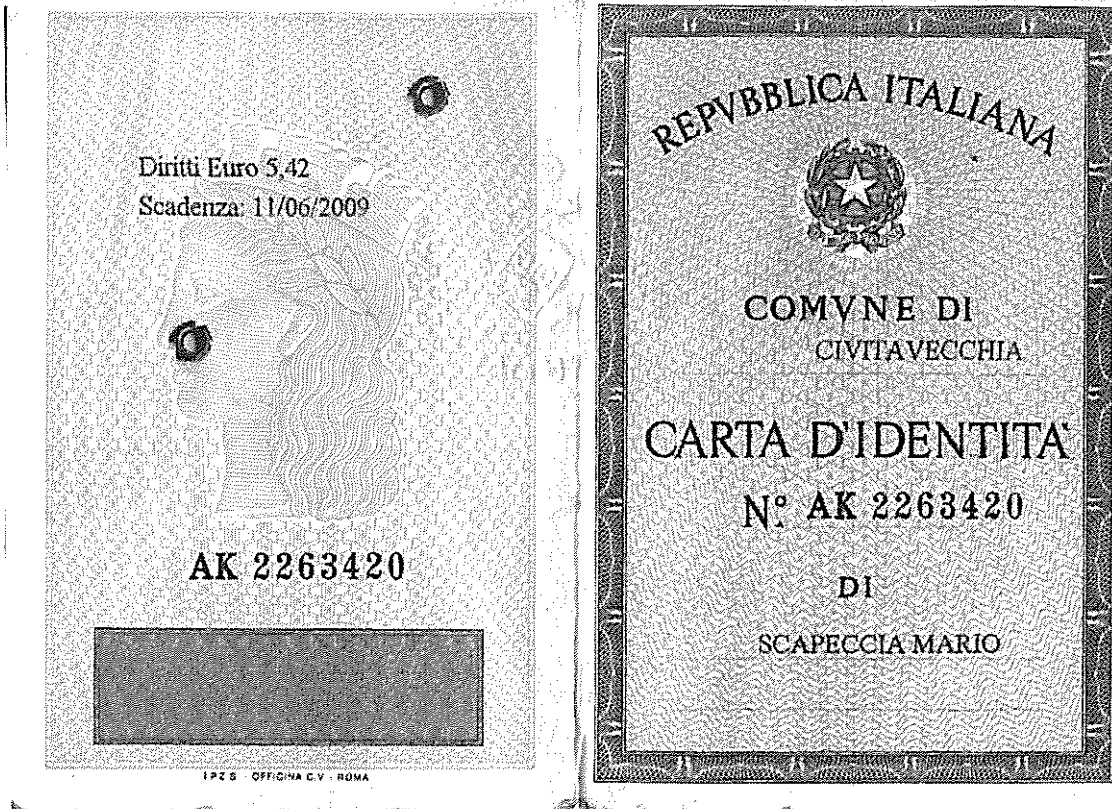 Diritti Euro 5,42
Scadenza: 11/06/2009
AK 2263420
I.P.Z.S. - OFFICINA C.V. - ROMA
REPVBBLICA ITALIANA
COMVNE DI
CIVITAVECCHIA
CARTA D'IDENTITA'
N.º AK 2263420
DI
SCAPECCIA MARIO